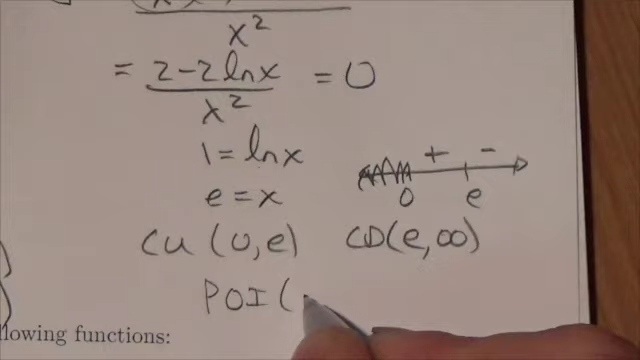 x²
= 2-2lnx / x² = 0
1 = lnx
+ -
0 e
e = x
CU (0,e) CD(e,∞)
POI (
llowing functions: